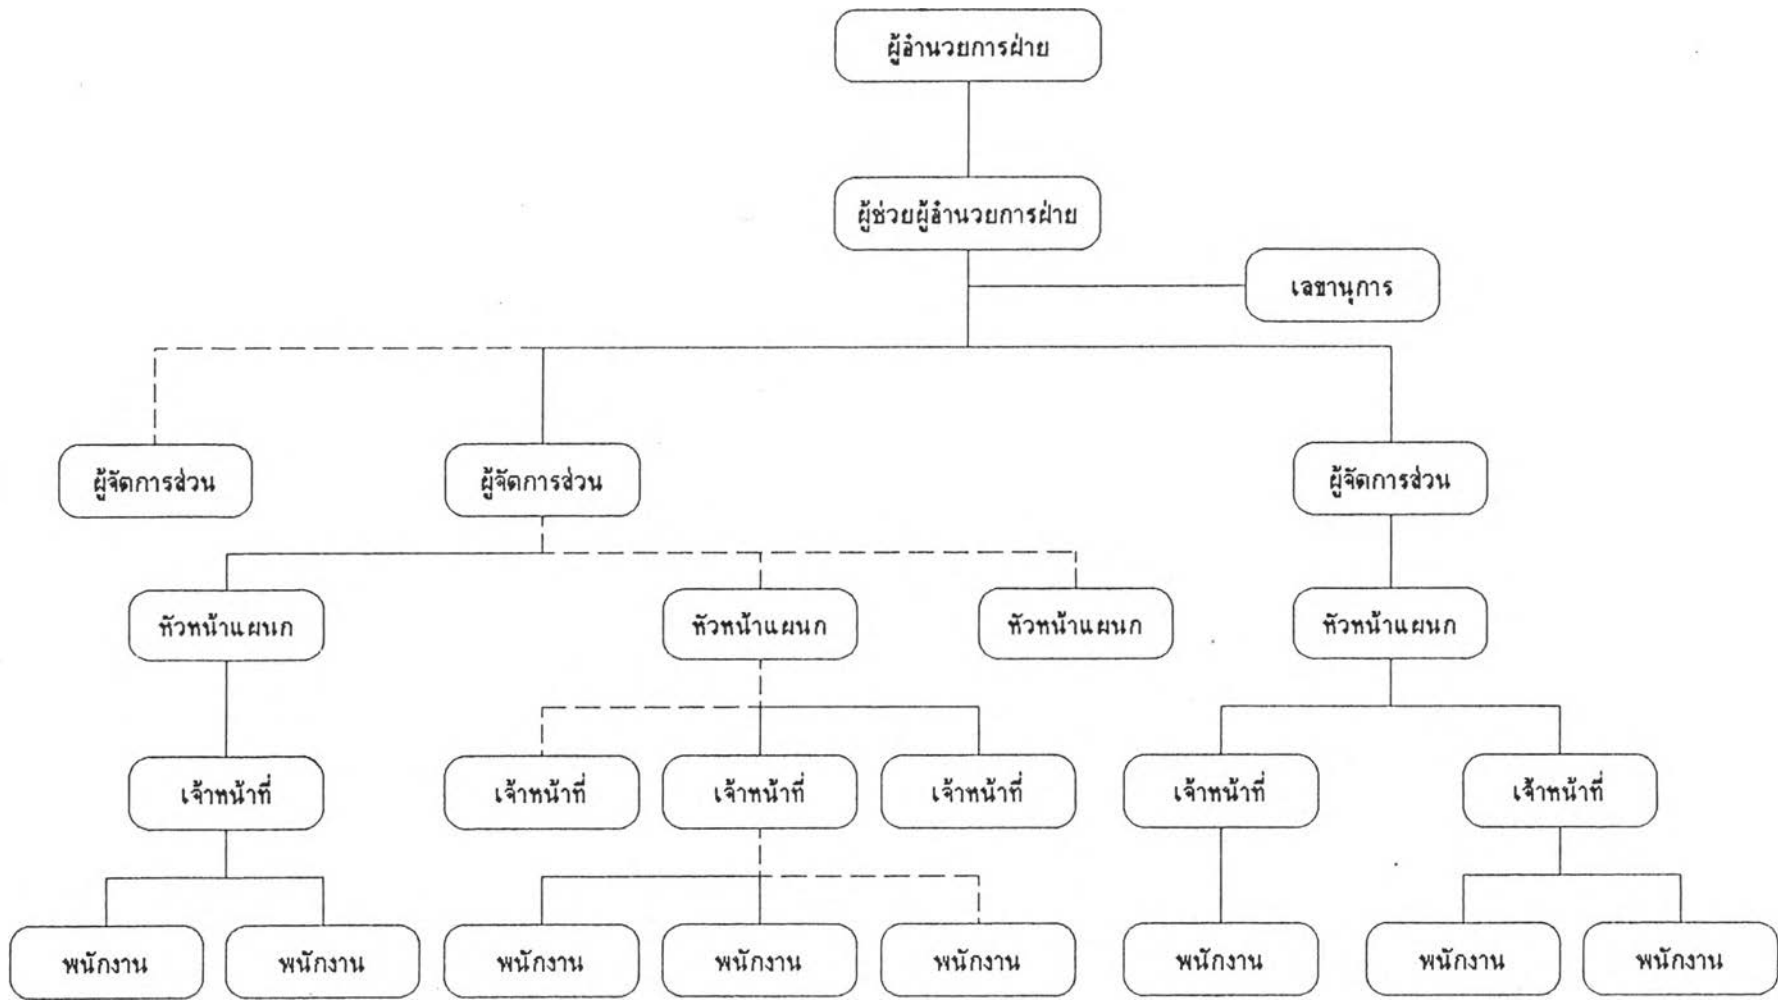 ผู้อำนวยการฝ่าย
ผู้ช่วยผู้อำนวยการฝ่าย
เลขานุการ
ผู้จัดการส่วน
ผู้จัดการส่วน
ผู้จัดการส่วน
หัวหน้าแผนก
หัวหน้าแผนก
หัวหน้าแผนก
หัวหน้าแผนก
เจ้าหน้าที่
เจ้าหน้าที่
เจ้าหน้าที่
เจ้าหน้าที่
เจ้าหน้าที่
เจ้าหน้าที่
พนักงาน
พนักงาน
พนักงาน
พนักงาน
พนักงาน
พนักงาน
พนักงาน
พนักงาน